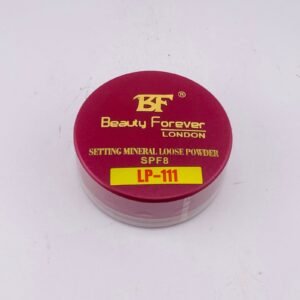 BF ®
Beauty Forever
LONDON
SETTING MINERAL LOOSE POWDER
SPF8
LP-111